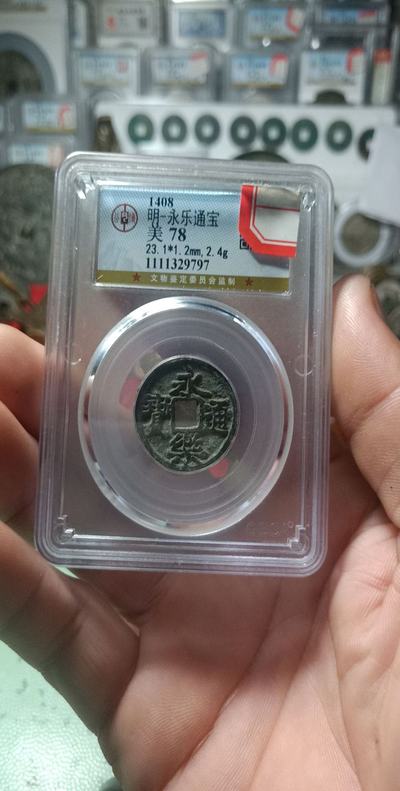 1408
明-永乐通宝
美 78
23.1*1.2mm,2.4g
1111329797
★ 文物鉴定委员会监制 ★
永
寳 通
樂